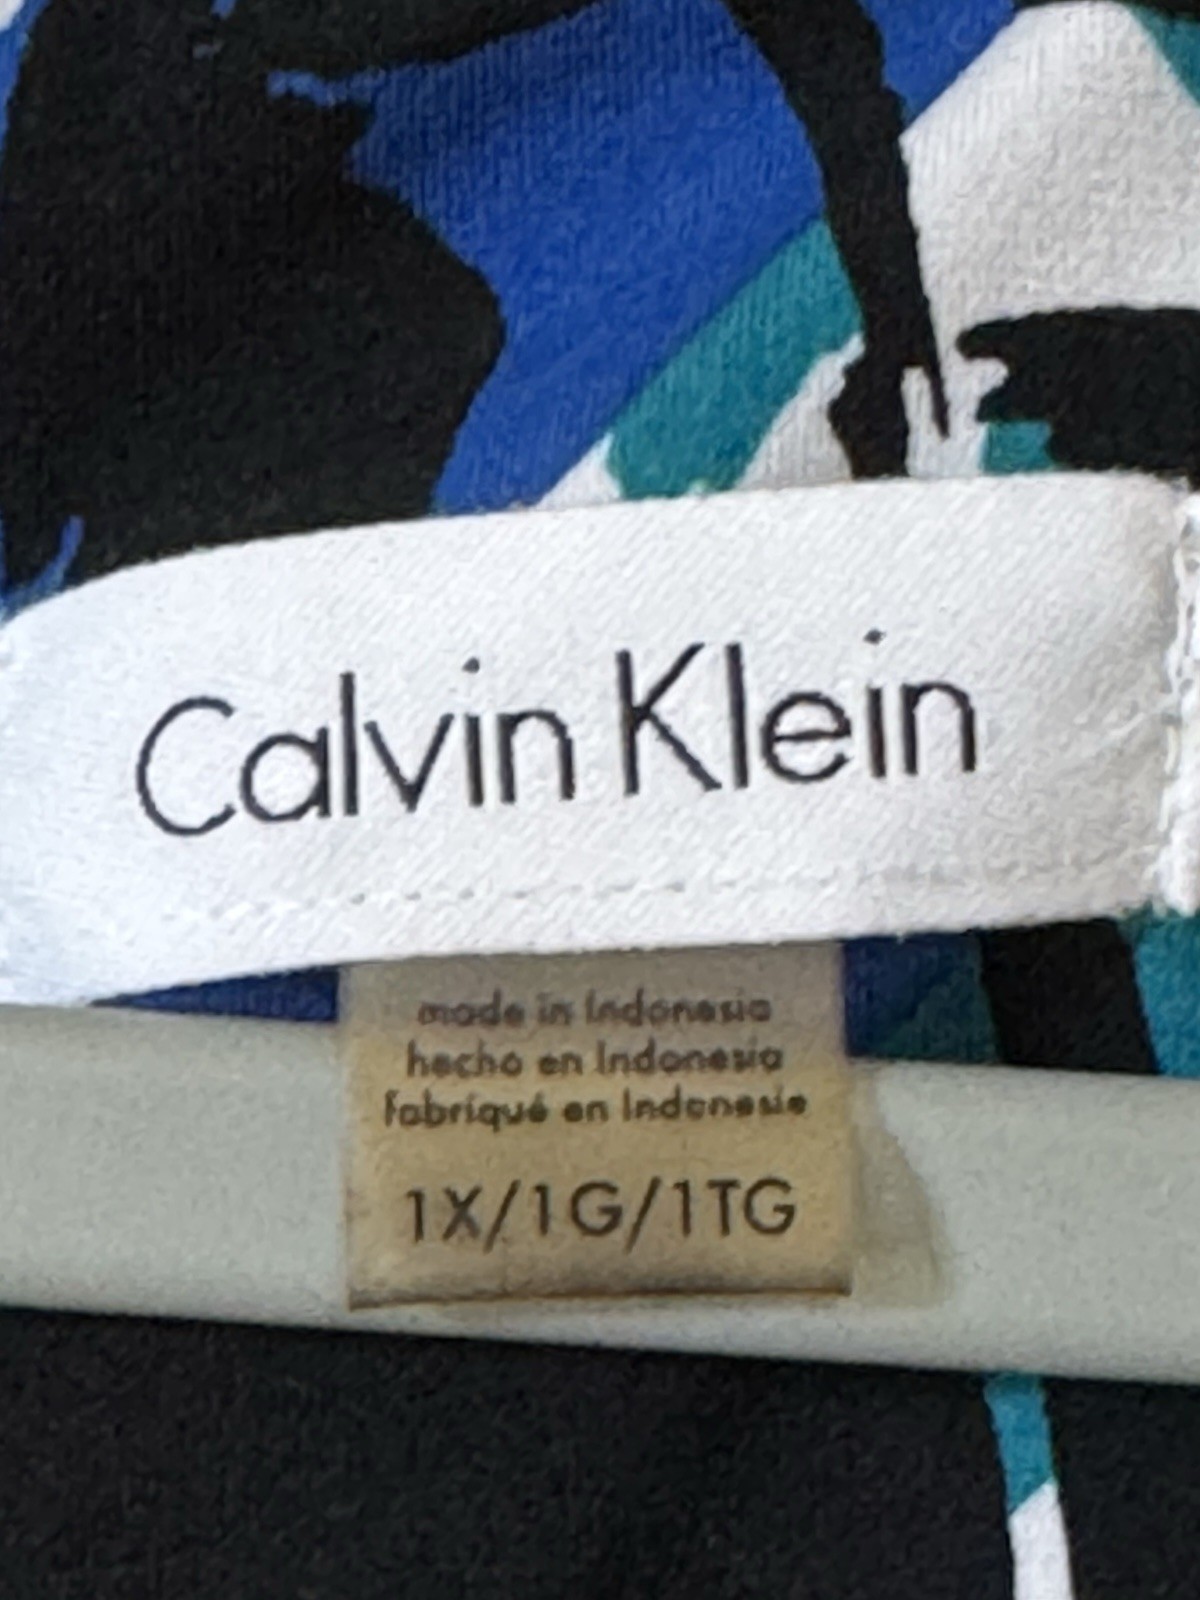 Calvin Klein
made in Indonesia
hecho en Indonesia
fabriqué en Indonesie
1X/1G/1TG